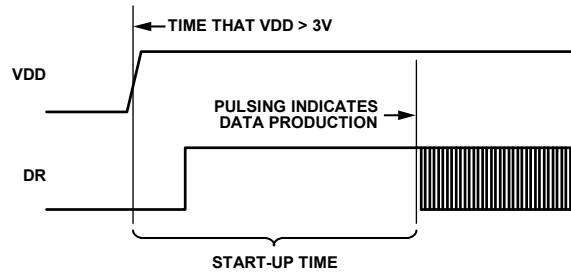 TIME THAT VDD > 3V
VDD
PULSING INDICATES
DATA PRODUCTION
DR
START-UP TIME